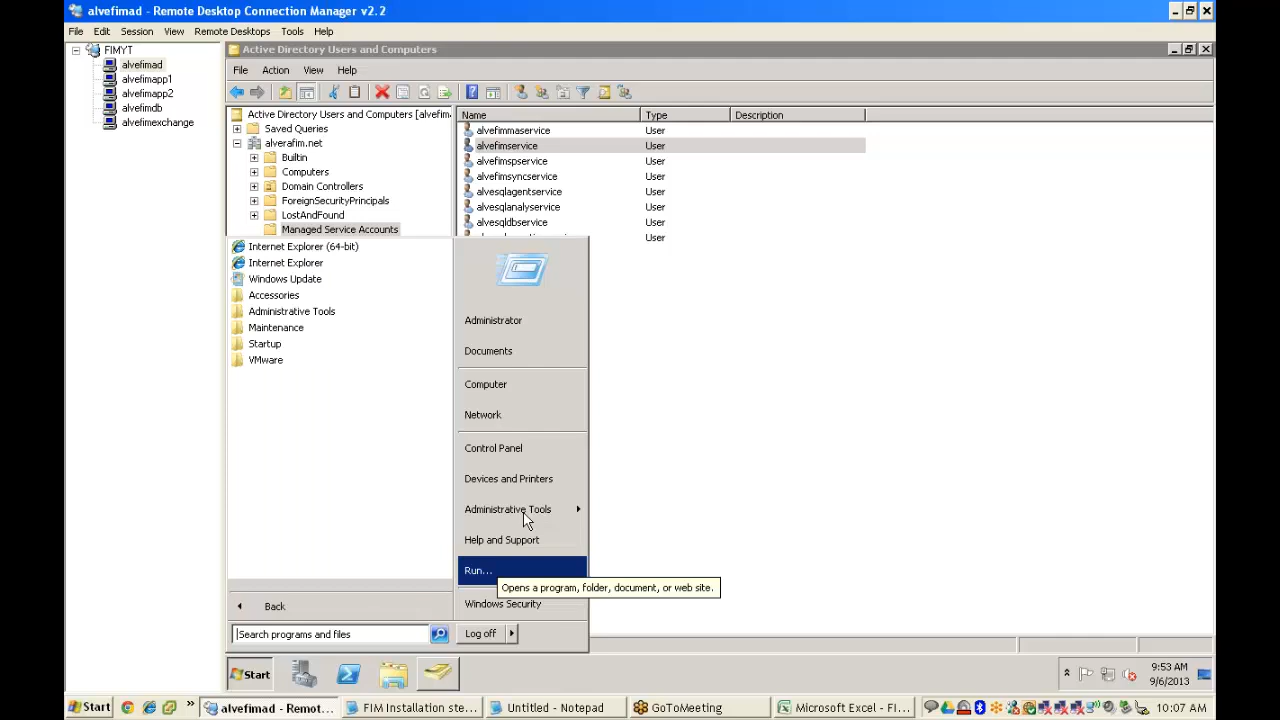 alvefimad - Remote Desktop Connection Manager v2.2
File Edit Session View Remote Desktops Tools Help
FIMYT
alvefimad
alvefimapp1
alvefimapp2
alvefimdb
alvefimexchange
Active Directory Users and Computers
File Action View Help
Active Directory Users and Computers [alvefim
Saved Queries
alverafim.net
Builtin
Computers
Domain Controllers
ForeignSecurityPrincipals
LostAndFound
Managed Service Accounts
Name Type Description
alvefimmaservice User
alvefimservice User
alvefimspservice User
alvefimsyncservice User
alvesqlagentservice User
alvesqlanalyservice User
alvesqldbservice User
User
Internet Explorer (64-bit)
Internet Explorer
Windows Update
Accessories
Administrative Tools
Maintenance
Startup
VMware
Back
Search programs and files
Administrator
Documents
Computer
Network
Control Panel
Devices and Printers
Administrative Tools
Help and Support
Run...
Opens a program, folder, document, or web site.
Windows Security
Log off
Start
9:53 AM
9/6/2013
Start
alvefimad - Remot...
FIM Installation ste...
Untitled - Notepad
GoToMeeting
Microsoft Excel - FI...
10:07 AM